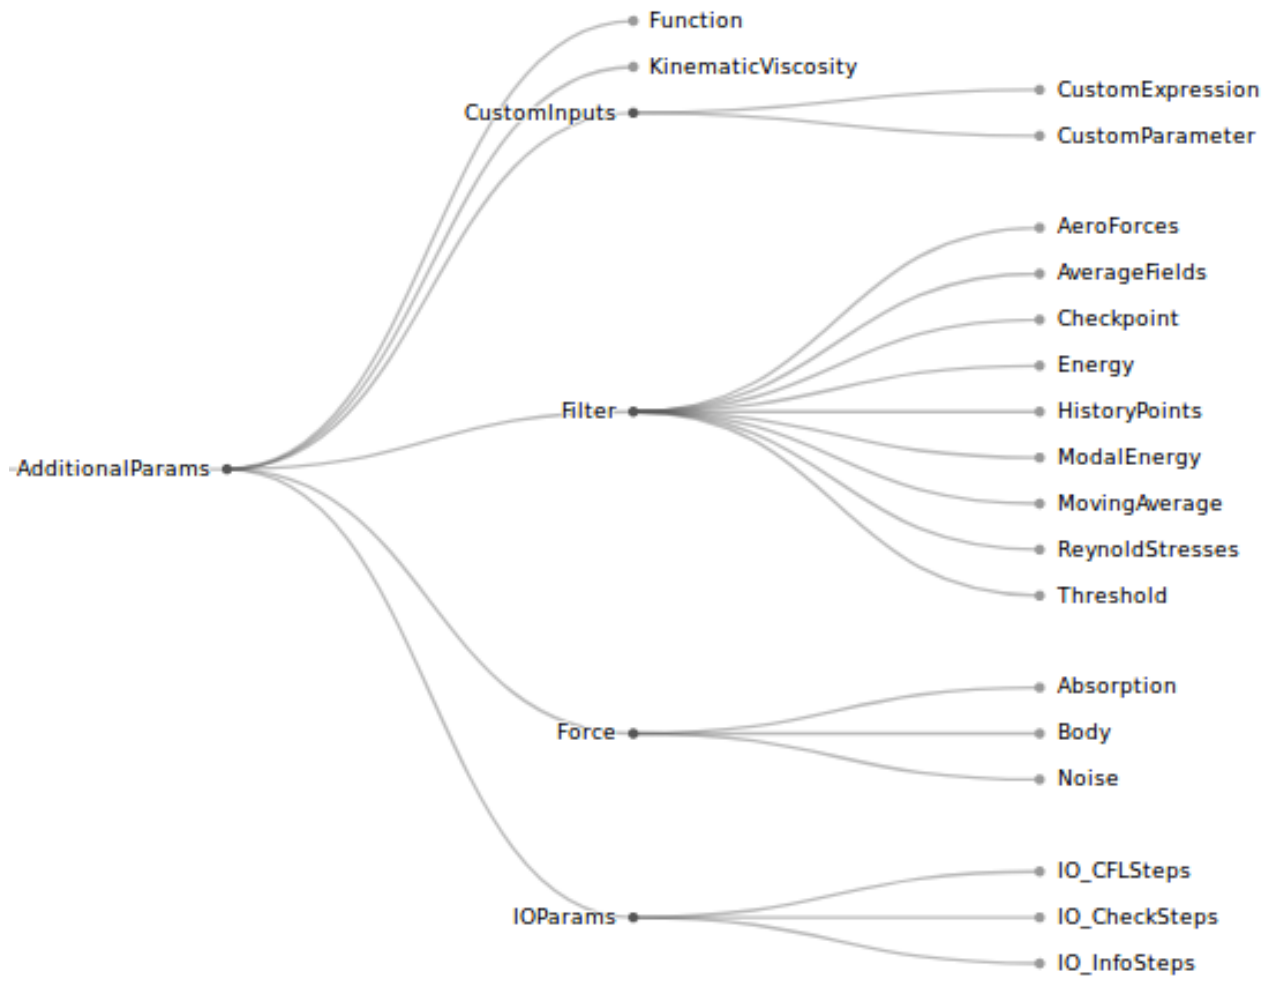 Function
KinematicViscosity
CustomInputs
CustomExpression
CustomParameter
AeroForces
AverageFields
Checkpoint
Energy
Filter
HistoryPoints
ModalEnergy
AdditionalParams
MovingAverage
ReynoldStresses
Threshold
Absorption
Force
Body
Noise
IO_CFLSteps
IOParams
IO_CheckSteps
IO_InfoSteps